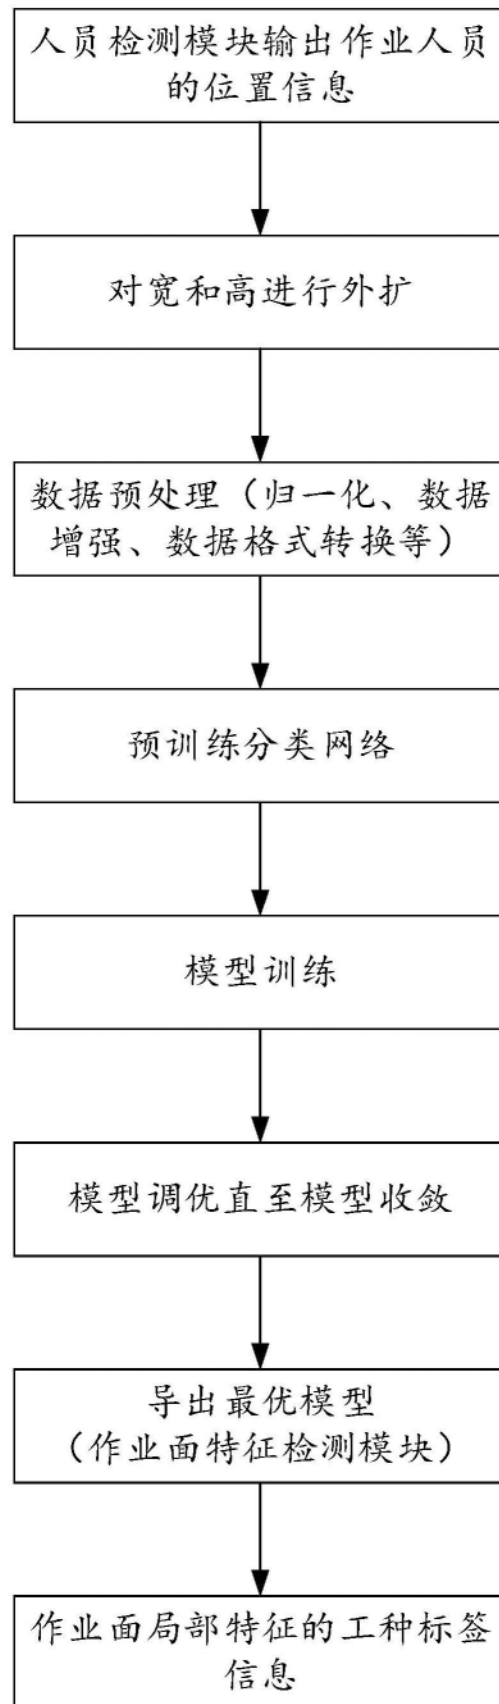 人员检测模块输出作业人员
的位置信息
对宽和高进行外扩
数据预处理（归一化、数据
增强、数据格式转换等）
预训练分类网络
模型训练
模型调优直至模型收敛
导出最优模型
（作业面特征检测模块）
作业面局部特征的工种标签
信息